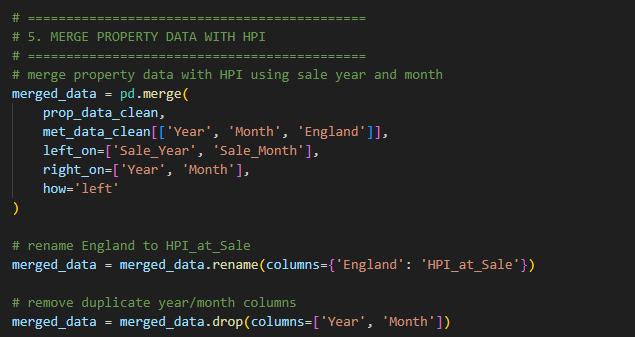 # ============================================
# 5. MERGE PROPERTY DATA WITH HPI
# ============================================
# merge property data with HPI using sale year and month
merged_data = pd.merge(
    prop_data_clean,
    met_data_clean[['Year', 'Month', 'England']],
    left_on=['Sale_Year', 'Sale_Month'],
    right_on=['Year', 'Month'],
    how='left'
)
# rename England to HPI_at_Sale
merged_data = merged_data.rename(columns={'England': 'HPI_at_Sale'})
# remove duplicate year/month columns
merged_data = merged_data.drop(columns=['Year', 'Month'])